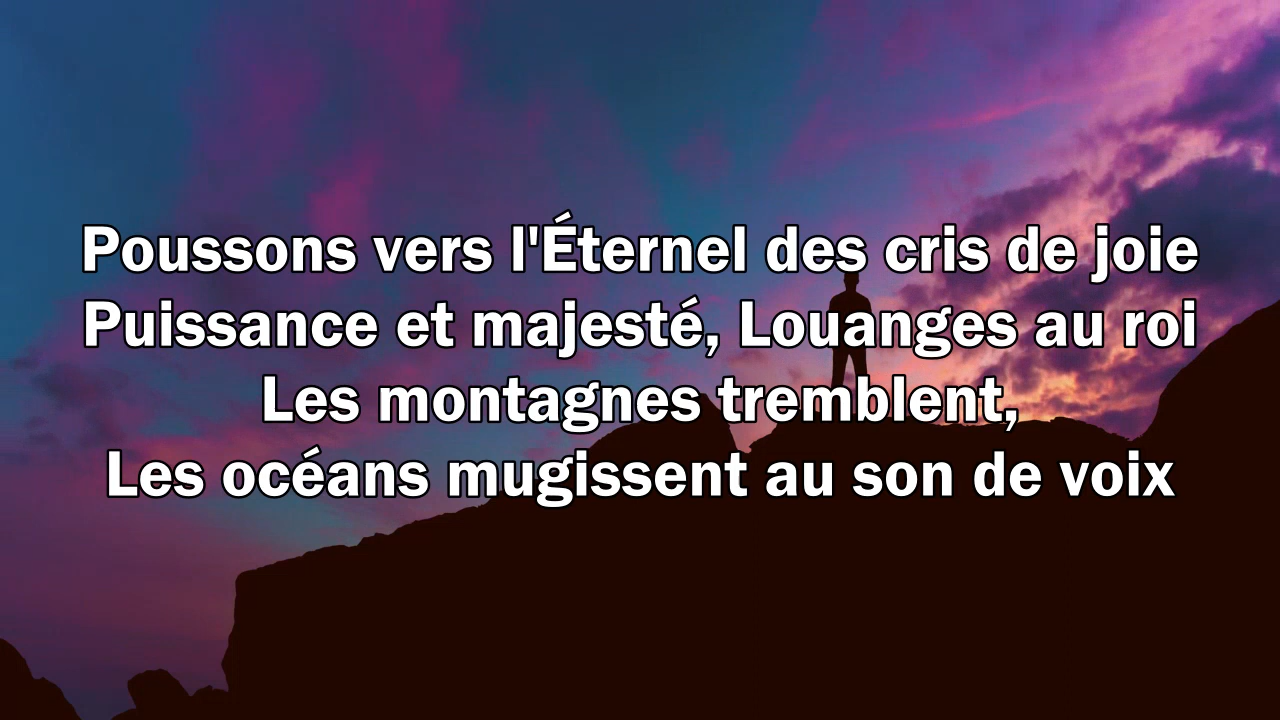 Poussons vers l'Éternel des cris de joie
Puissance et majesté, Louanges au roi
Les montagnes tremblent,
Les océans mugissent au son de voix